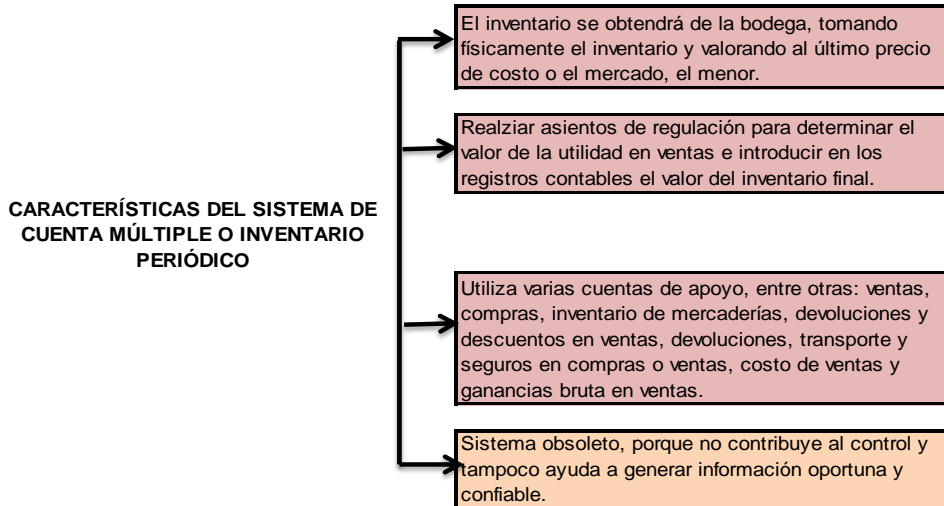 El inventario se obtendrá de la bodega, tomando
físicamente el inventario y valorando al último precio
de costo o el mercado, el menor.
Realziar asientos de regulación para determinar el
valor de la utilidad en ventas e introducir en los
registros contables el valor del inventario final.
CARACTERÍSTICAS DEL SISTEMA DE
CUENTA MÚLTIPLE O INVENTARIO
PERIÓDICO
Utiliza varias cuentas de apoyo, entre otras: ventas,
compras, inventario de mercaderías, devoluciones y
descuentos en ventas, devoluciones, transporte y
seguros en compras o ventas, costo de ventas y
ganancias bruta en ventas.
Sistema obsoleto, porque no contribuye al control y
tampoco ayuda a generar información oportuna y
confiable.